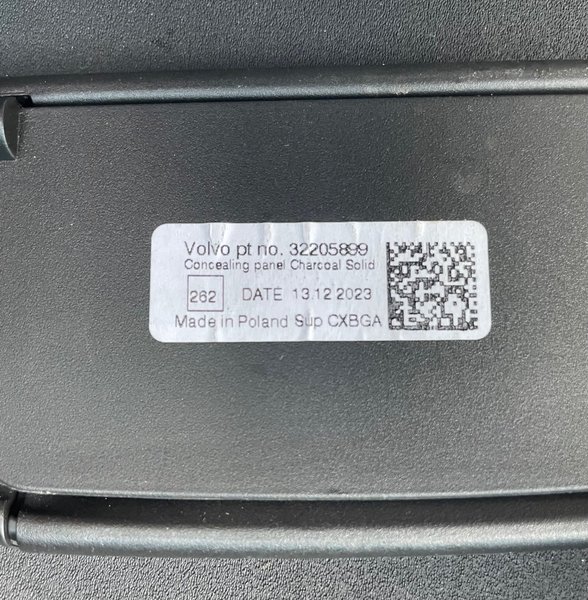 Volvo pt no. 32205899
Concealing panel Charcoal Solid
262 DATE 13.12.2023
Made in Poland Sup CXBGA